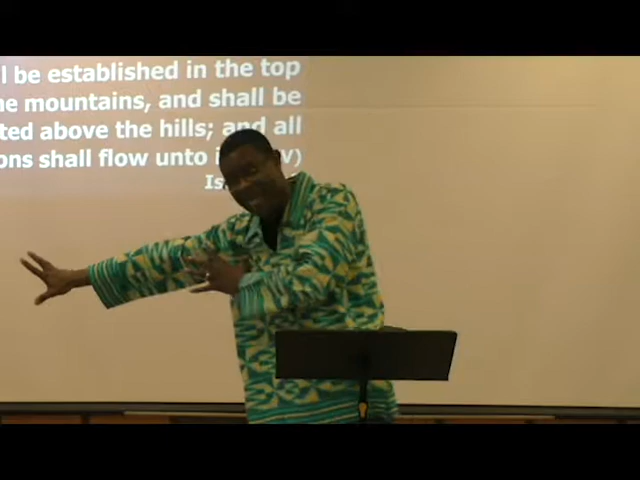 be established in the top
mountains, and shall be
above the hills; and all
shall flow unto